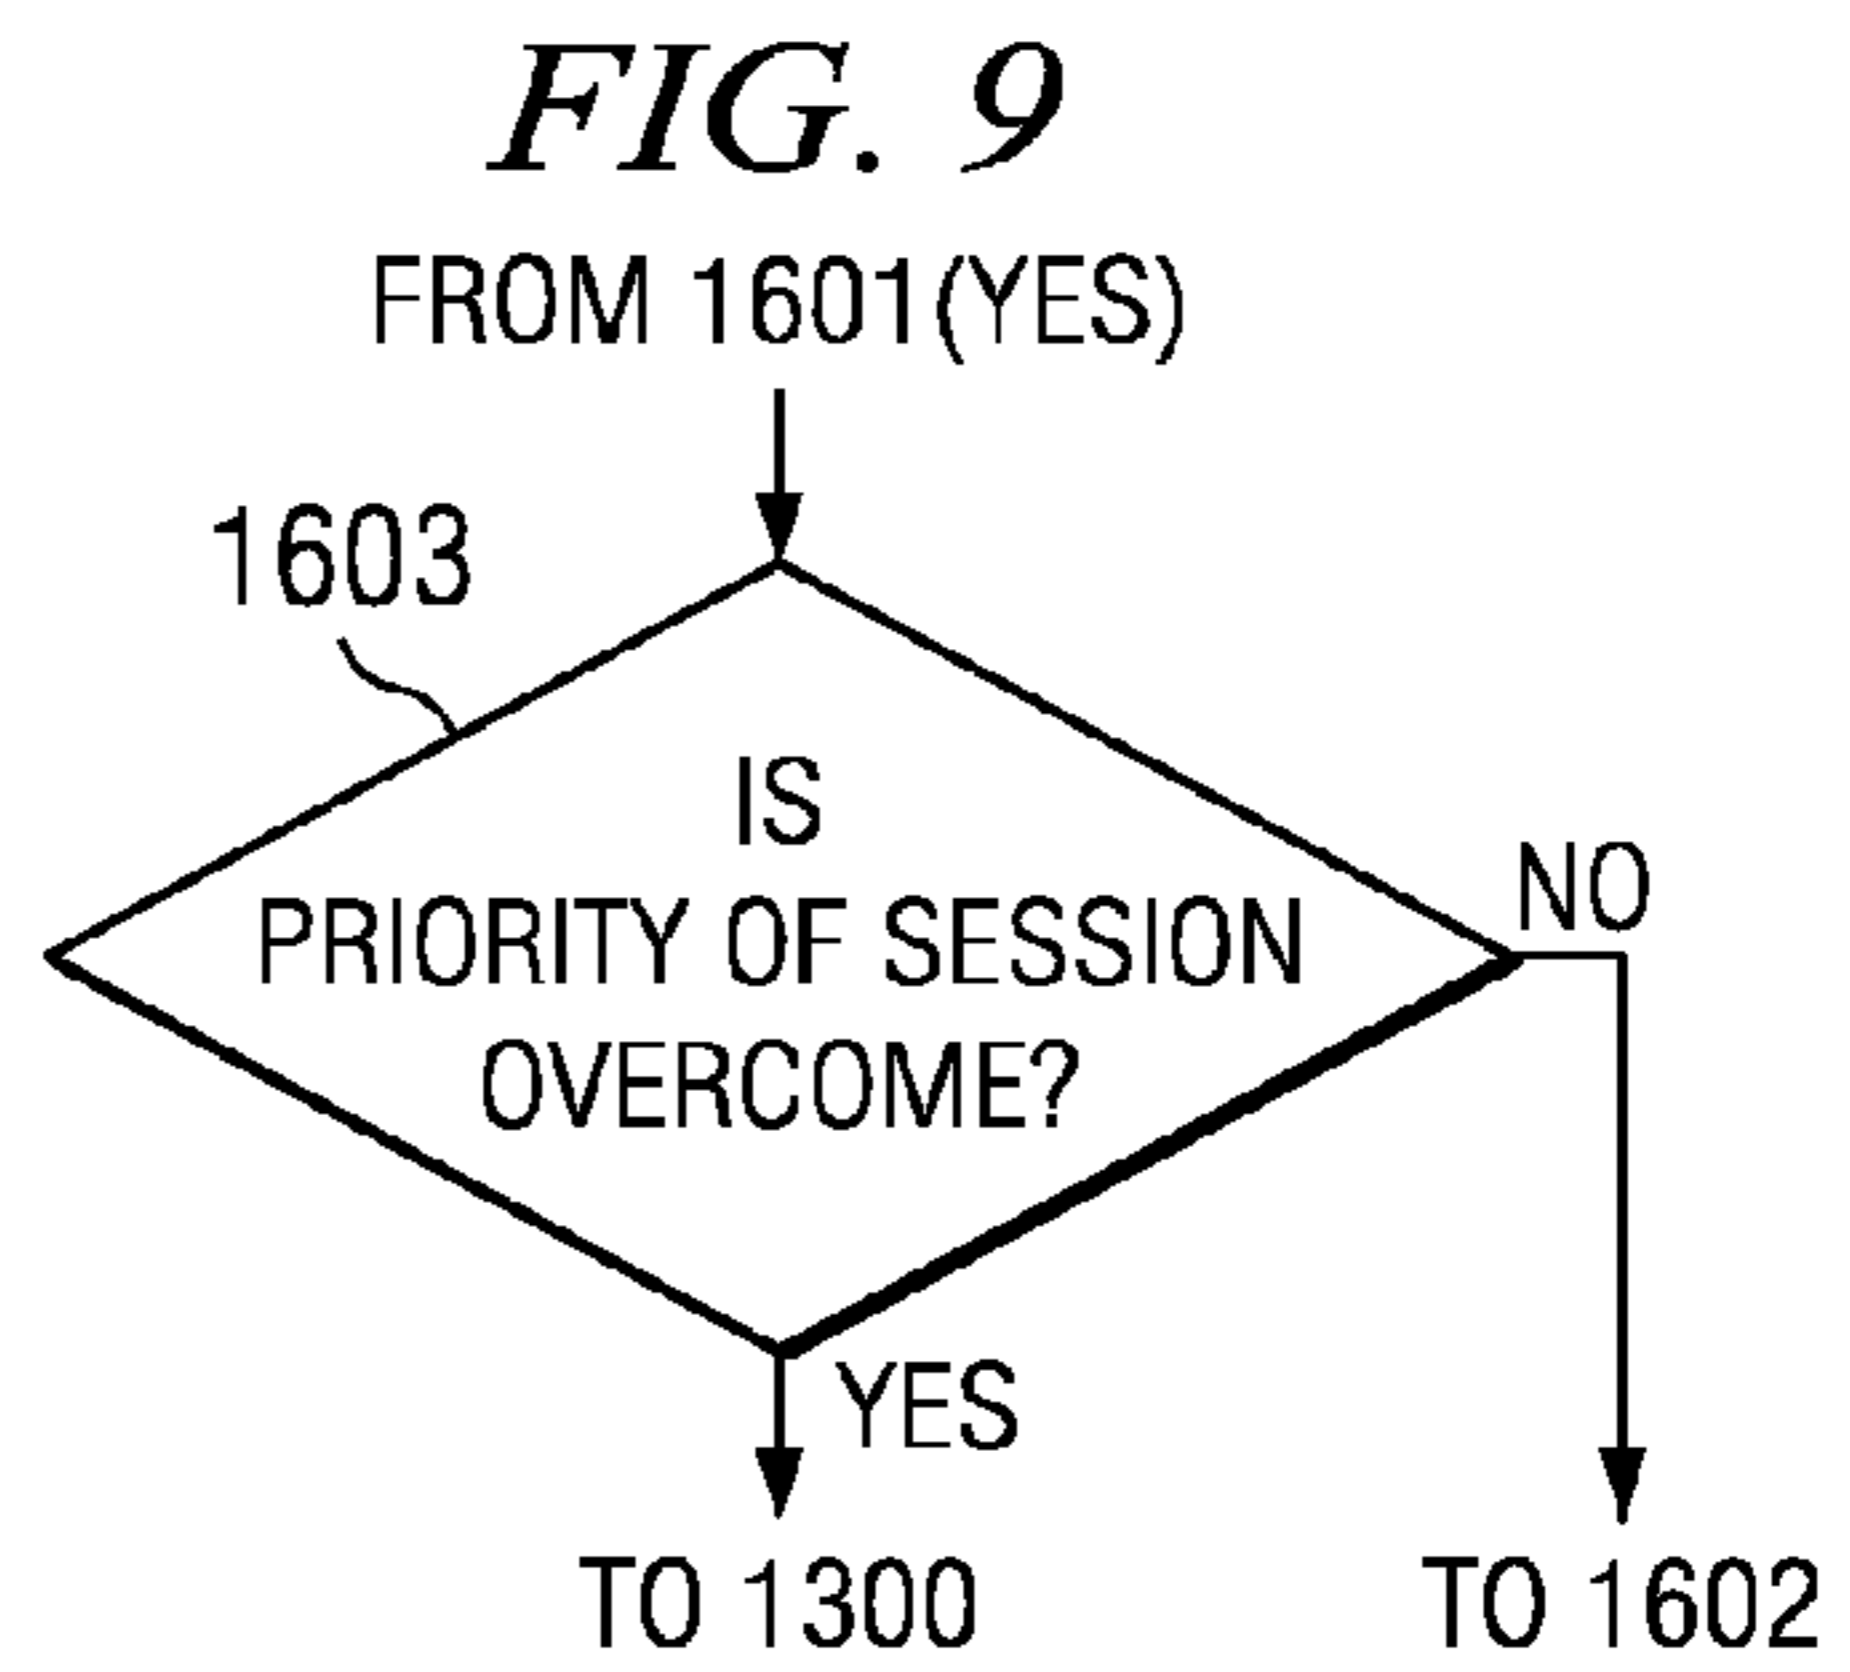 FIG. 9
FROM 1601(YES)
1603
IS
PRIORITY OF SESSION
OVERCOME?
NO
YES
TO 1300
TO 1602